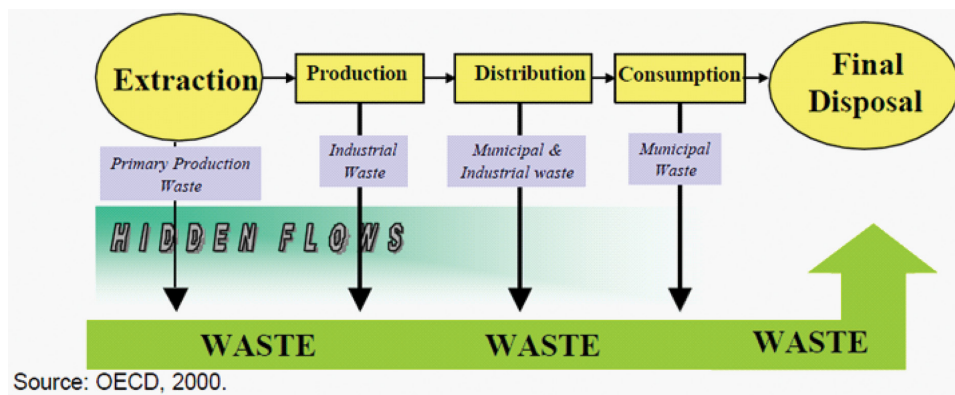 Extraction
Production
Distribution
Consumption
Final
Disposal
Primary Production
Waste
Industrial
Waste
Municipal &
Industrial waste
Municipal
Waste
HIDDEN FLOWS
WASTE
WASTE
WASTE
Source: OECD, 2000.